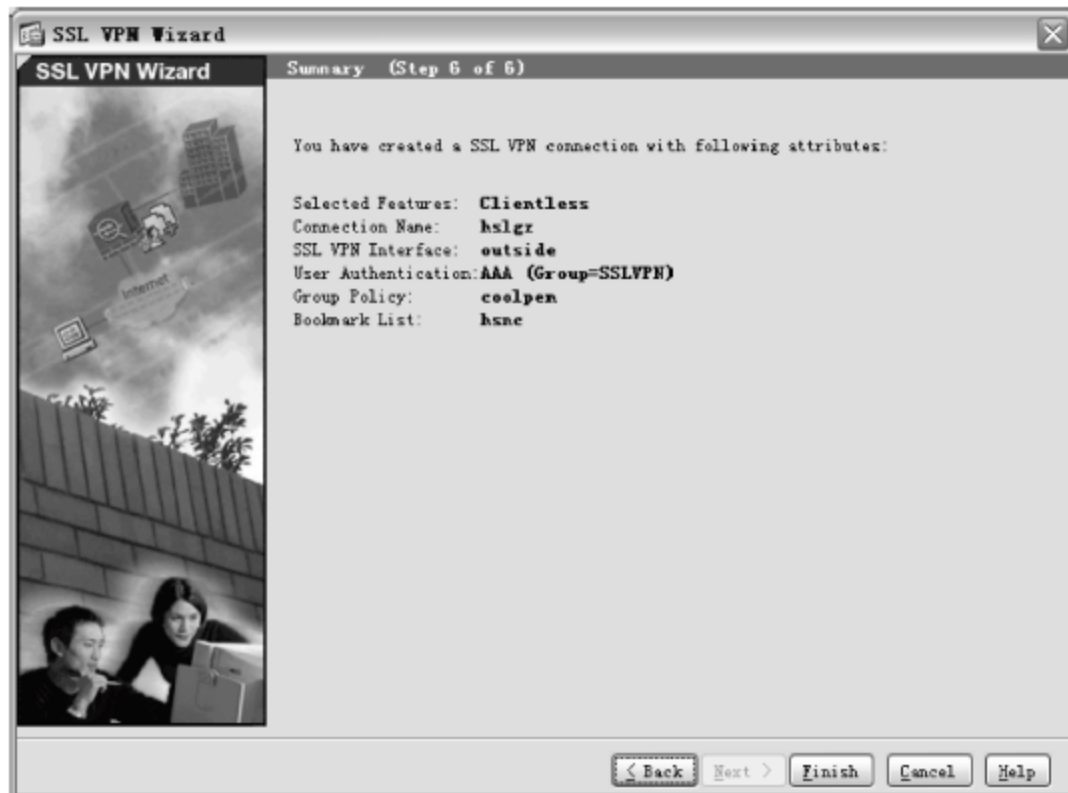 SSL VPN Wizard
SSL VPN Wizard
Summary (Step 6 of 6)
You have created a SSL VPN connection with following attributes:
Selected Features: Clientless
Connection Name: hslgz
SSL VPN Interface: outside
User Authentication: AAA (Group=SSLVPN)
Group Policy: coolpen
Bookmark List: hsnc
Internet
< Back Next > Finish Cancel Help